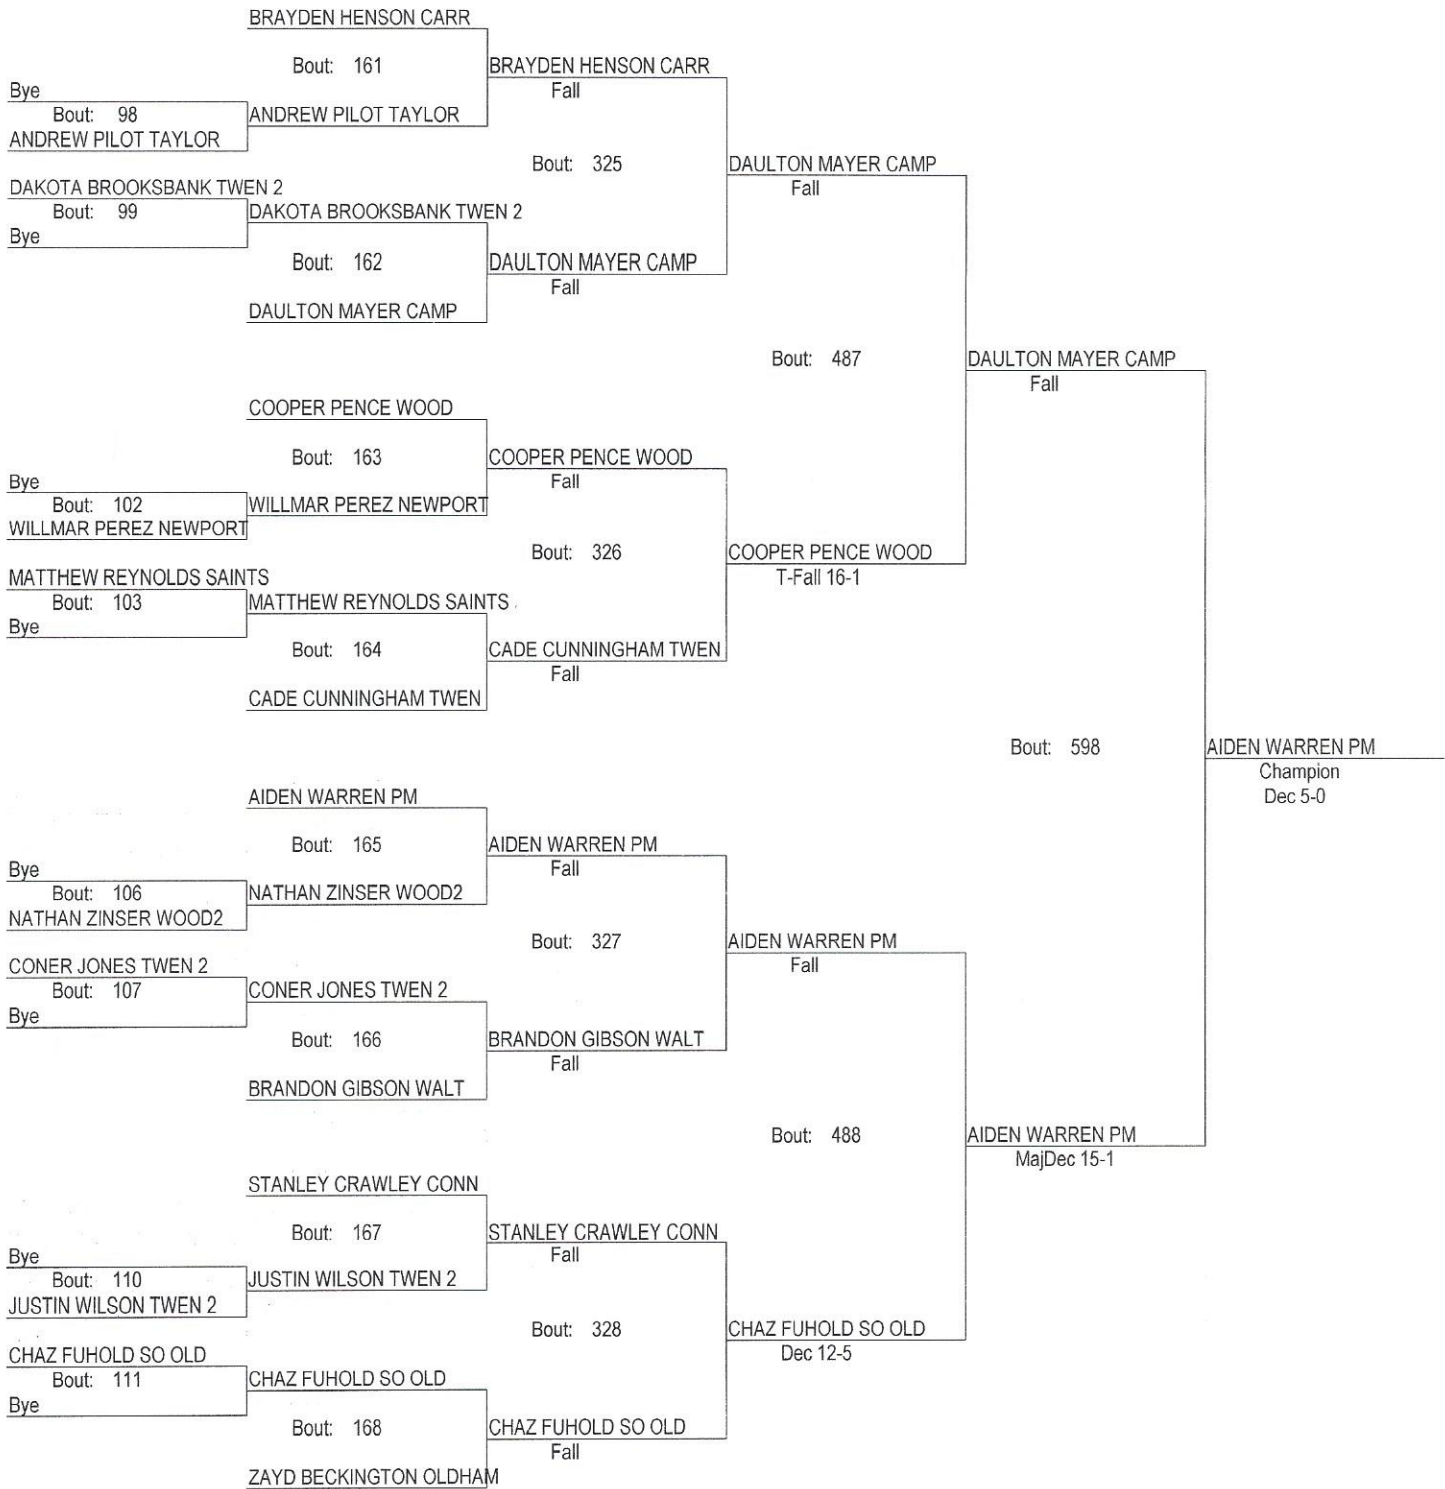 BRAYDEN HENSON CARR
Bout: 161
BRAYDEN HENSON CARR
Fall
Bye
Bout: 98
ANDREW PILOT TAYLOR
ANDREW PILOT TAYLOR
Bout: 325
DAULTON MAYER CAMP
Fall
DAKOTA BROOKSBANK TWEN 2
Bout: 99
DAKOTA BROOKSBANK TWEN 2
Bye
Bout: 162
DAULTON MAYER CAMP
Fall
DAULTON MAYER CAMP
Bout: 487
DAULTON MAYER CAMP
Fall
COOPER PENCE WOOD
Bout: 163
COOPER PENCE WOOD
Fall
Bye
Bout: 102
WILLMAR PEREZ NEWPORT
WILLMAR PEREZ NEWPORT
Bout: 326
COOPER PENCE WOOD
T-Fall 16-1
MATTHEW REYNOLDS SAINTS
Bout: 103
MATTHEW REYNOLDS SAINTS
Bye
Bout: 164
CADE CUNNINGHAM TWEN
Fall
CADE CUNNINGHAM TWEN
Bout: 598
AIDEN WARREN PM
Champion
Dec 5-0
AIDEN WARREN PM
Bout: 165
AIDEN WARREN PM
Fall
Bye
Bout: 106
NATHAN ZINSER WOOD2
NATHAN ZINSER WOOD2
Bout: 327
AIDEN WARREN PM
Fall
CONER JONES TWEN 2
Bout: 107
CONER JONES TWEN 2
Bye
Bout: 166
BRANDON GIBSON WALT
Fall
BRANDON GIBSON WALT
Bout: 488
AIDEN WARREN PM
MajDec 15-1
STANLEY CRAWLEY CONN
Bout: 167
STANLEY CRAWLEY CONN
Fall
Bye
Bout: 110
JUSTIN WILSON TWEN 2
JUSTIN WILSON TWEN 2
Bout: 328
CHAZ FUHOLD SO OLD
Dec 12-5
CHAZ FUHOLD SO OLD
Bout: 111
CHAZ FUHOLD SO OLD
Bye
Bout: 168
CHAZ FUHOLD SO OLD
Fall
ZAYD BECKINGTON OLDHAM